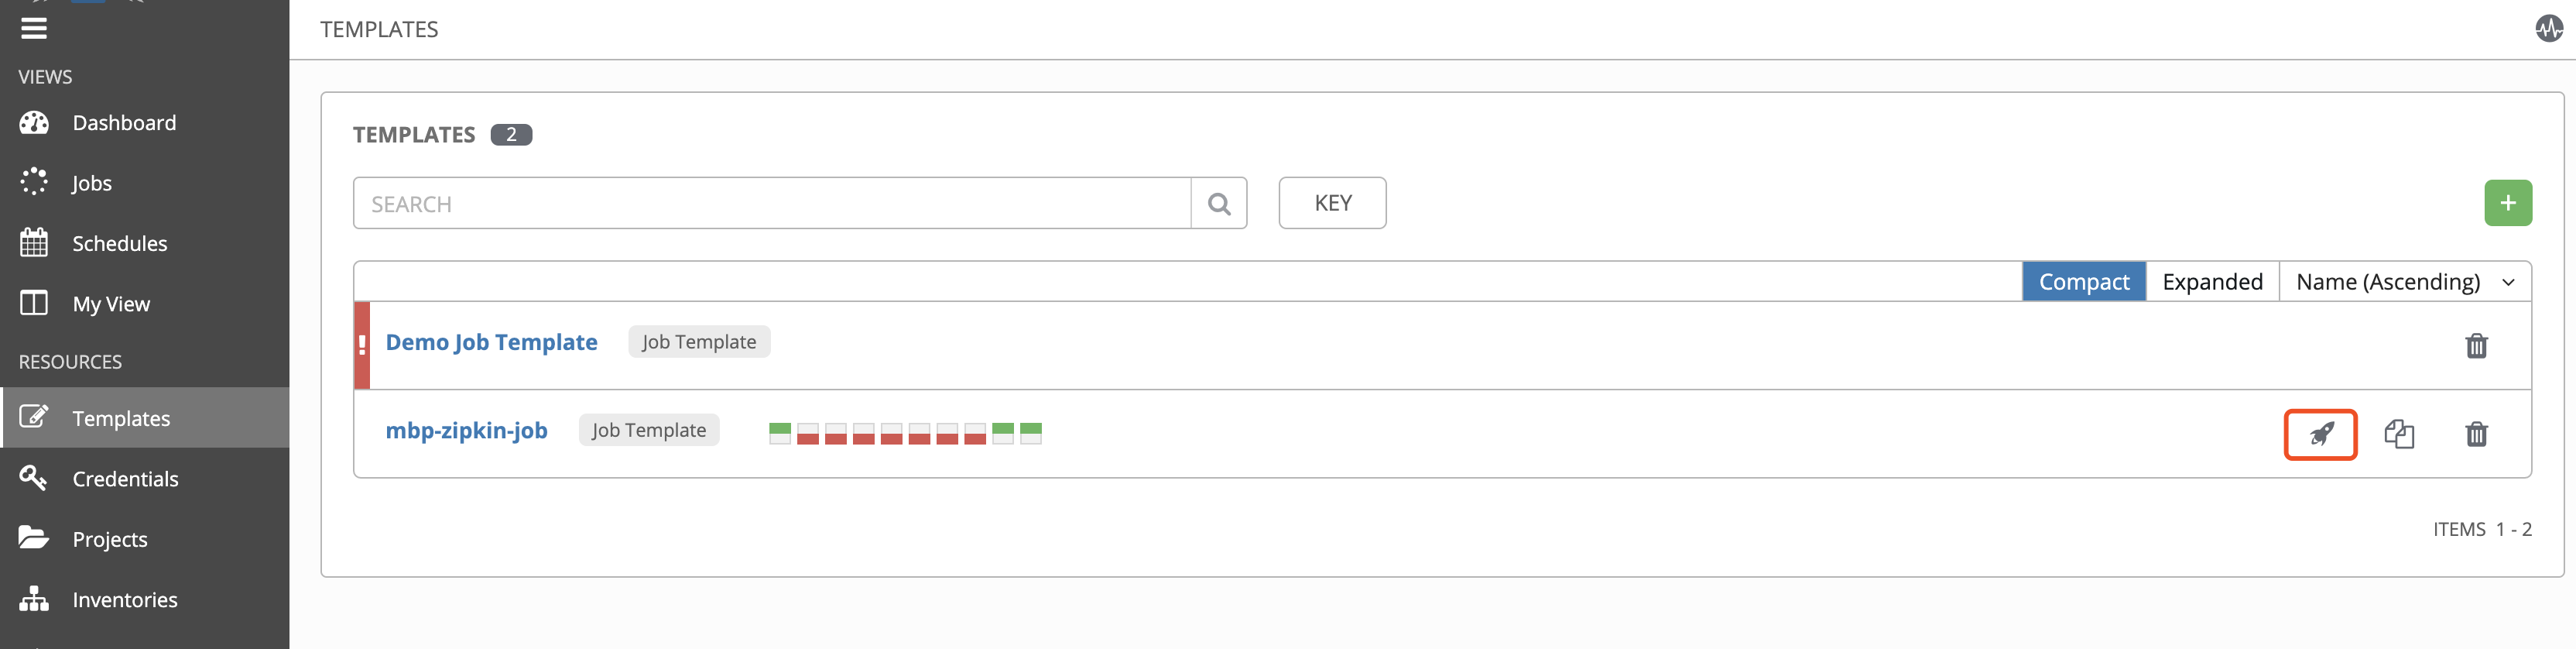 TEMPLATES
VIEWS
Dashboard
Jobs
Schedules
My View
RESOURCES
Templates
Credentials
Projects
Inventories
TEMPLATES 2
SEARCH
KEY
+
Compact Expanded Name (Ascending)
! Demo Job Template Job Template
mbp-zipkin-job Job Template
ITEMS 1 - 2